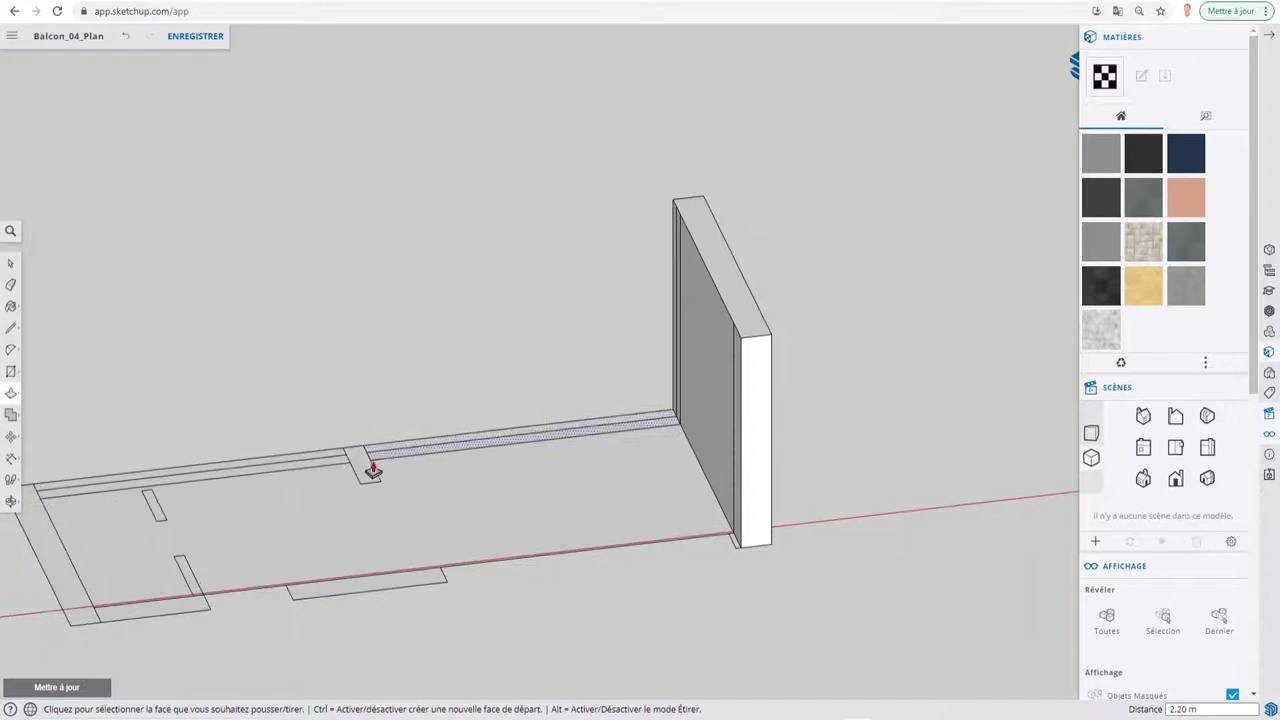 app.sketchup.com/app
Mettre à jour
Balcon_04_Plan
ENREGISTRER
MATIÈRES
SCÈNES
Il n'y a aucune scène dans ce modèle.
AFFICHAGE
Révéler
Toutes
Sélection
Dernier
Affichage
Objets Masqués
Mettre à jour
Cliquez pour sélectionner la face que vous souhaitez pousser/tirer. | Ctrl = Activer/désactiver créer une nouvelle face de départ. | Alt = Activer/Désactiver le mode Étirer.
Distance 2.20 m